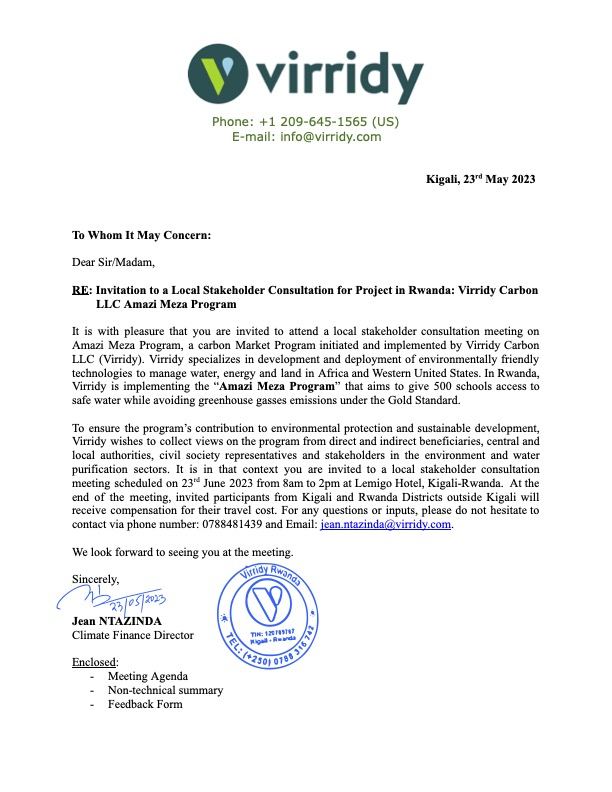 virridy
Phone: +1 209-645-1565 (US)
E-mail: info@virridy.com
Kigali, 23rd May 2023
To Whom It May Concern:
Dear Sir/Madam,
RE: Invitation to a Local Stakeholder Consultation for Project in Rwanda: Virridy Carbon
LLC Amazi Meza Program
It is with pleasure that you are invited to attend a local stakeholder consultation meeting on
Amazi Meza Program, a carbon Market Program initiated and implemented by Virridy Carbon
LLC (Virridy). Virridy specializes in development and deployment of environmentally friendly
technologies to manage water, energy and land in Africa and Western United States. In Rwanda,
Virridy is implementing the “Amazi Meza Program” that aims to give 500 schools access to
safe water while avoiding greenhouse gasses emissions under the Gold Standard.
To ensure the program’s contribution to environmental protection and sustainable development,
Virridy wishes to collect views on the program from direct and indirect beneficiaries, central and
local authorities, civil society representatives and stakeholders in the environment and water
purification sectors. It is in that context you are invited to a local stakeholder consultation
meeting scheduled on 23rd June 2023 from 8am to 2pm at Lemigo Hotel, Kigali-Rwanda. At the
end of the meeting, invited participants from Kigali and Rwanda Districts outside Kigali will
receive compensation for their travel cost. For any questions or inputs, please do not hesitate to
contact via phone number: 0788481439 and Email: jean.ntazinda@virridy.com.
We look forward to seeing you at the meeting.
Sincerely,
23/05/2023
Jean NTAZINDA
Climate Finance Director
Virridy Rwanda
TIN: 120789767
Kigali - Rwanda
TEL: (+250) 0788 316 742
Enclosed:
- Meeting Agenda
- Non-technical summary
- Feedback Form